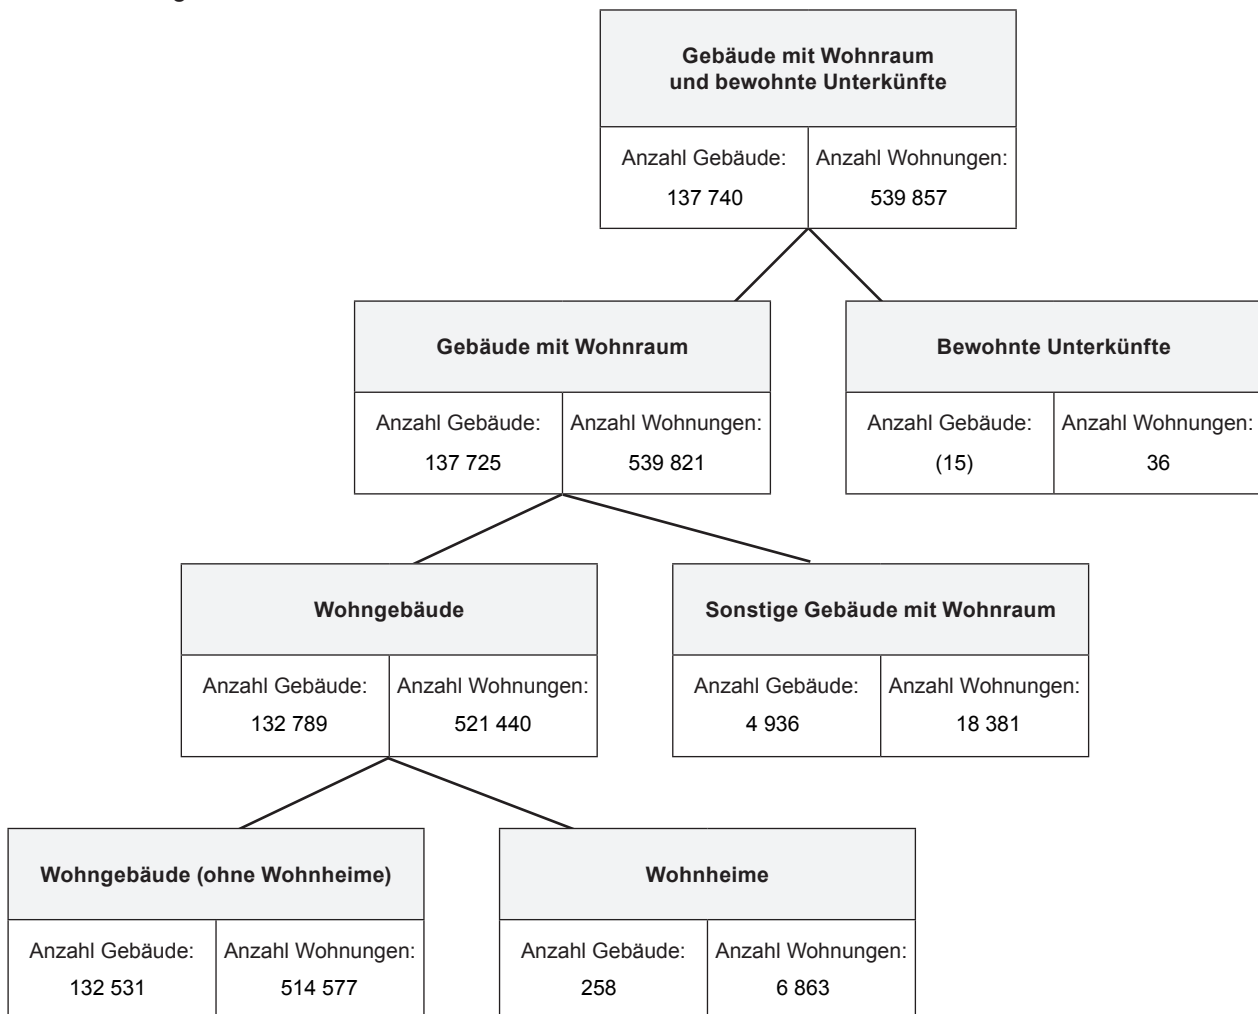 Gebäude mit Wohnraum
und bewohnte Unterkünfte
Anzahl Gebäude: Anzahl Wohnungen:
137 740 539 857
Gebäude mit Wohnraum Bewohnte Unterkünfte
Anzahl Gebäude: Anzahl Wohnungen: Anzahl Gebäude: Anzahl Wohnungen:
137 725 539 821 (15) 36
Wohngebäude Sonstige Gebäude mit Wohnraum
Anzahl Gebäude: Anzahl Wohnungen: Anzahl Gebäude: Anzahl Wohnungen:
132 789 521 440 4 936 18 381
Wohngebäude (ohne Wohnheime) Wohnheime
Anzahl Gebäude: Anzahl Wohnungen: Anzahl Gebäude: Anzahl Wohnungen:
132 531 514 577 258 6 863